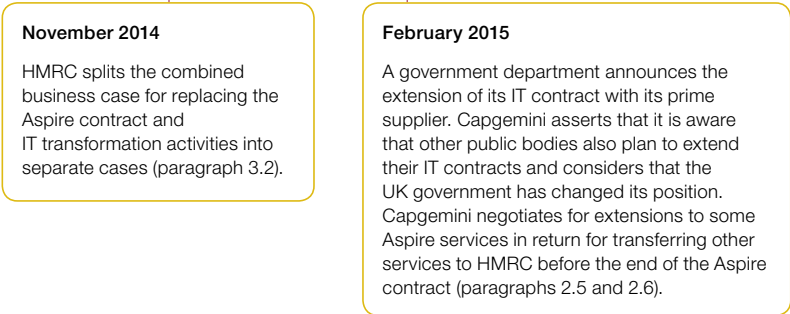 November 2014
HMRC splits the combined
business case for replacing the
Aspire contract and
IT transformation activities into
separate cases (paragraph 3.2).
February 2015
A government department announces the
extension of its IT contract with its prime
supplier. Capgemini asserts that it is aware
that other public bodies also plan to extend
their IT contracts and considers that the
UK government has changed its position.
Capgemini negotiates for extensions to some
Aspire services in return for transferring other
services to HMRC before the end of the Aspire
contract (paragraphs 2.5 and 2.6).